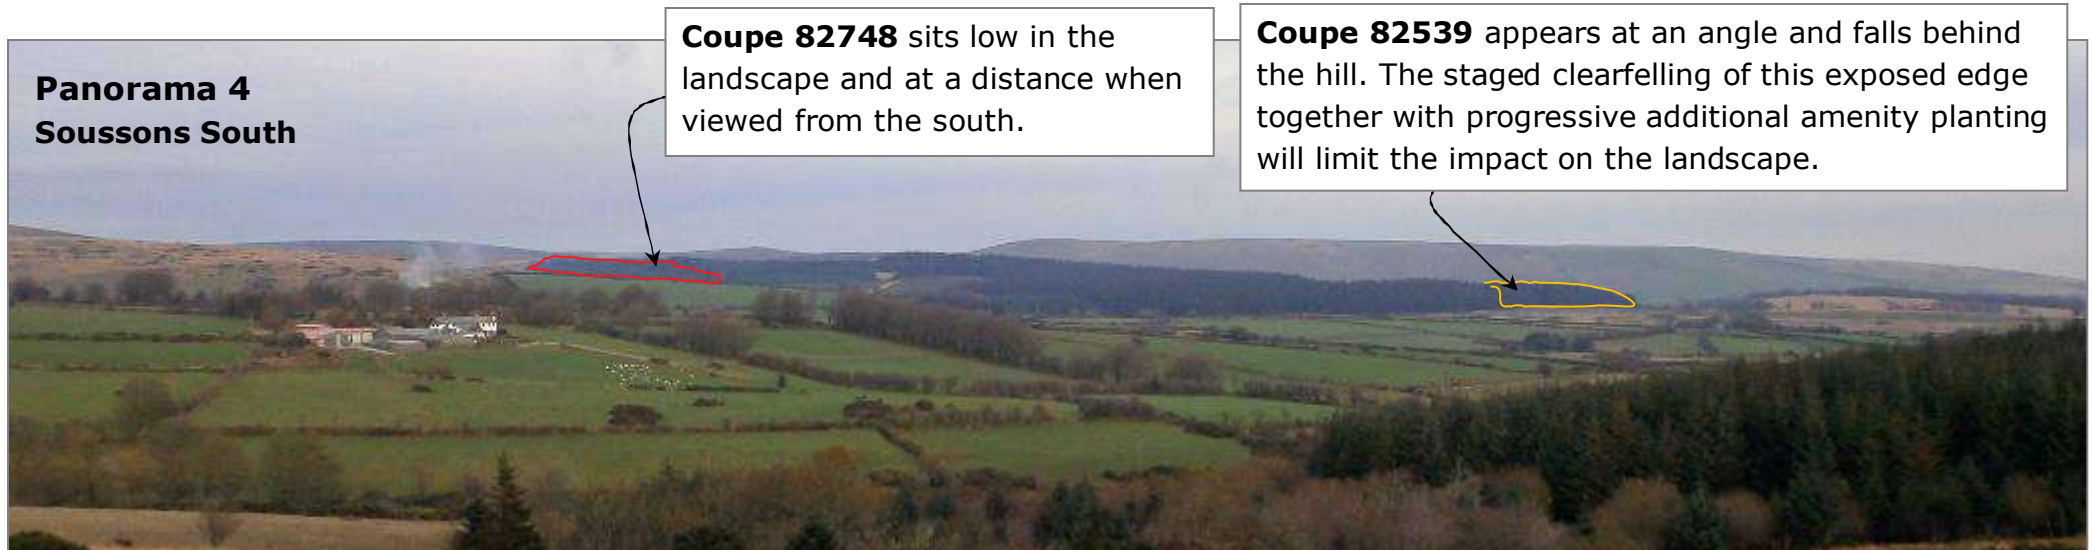 Panorama 4
Soussons South
Coupe 82748 sits low in the
landscape and at a distance when
viewed from the south.
Coupe 82539 appears at an angle and falls behind
the hill. The staged clearfelling of this exposed edge
together with progressive additional amenity planting
will limit the impact on the landscape.